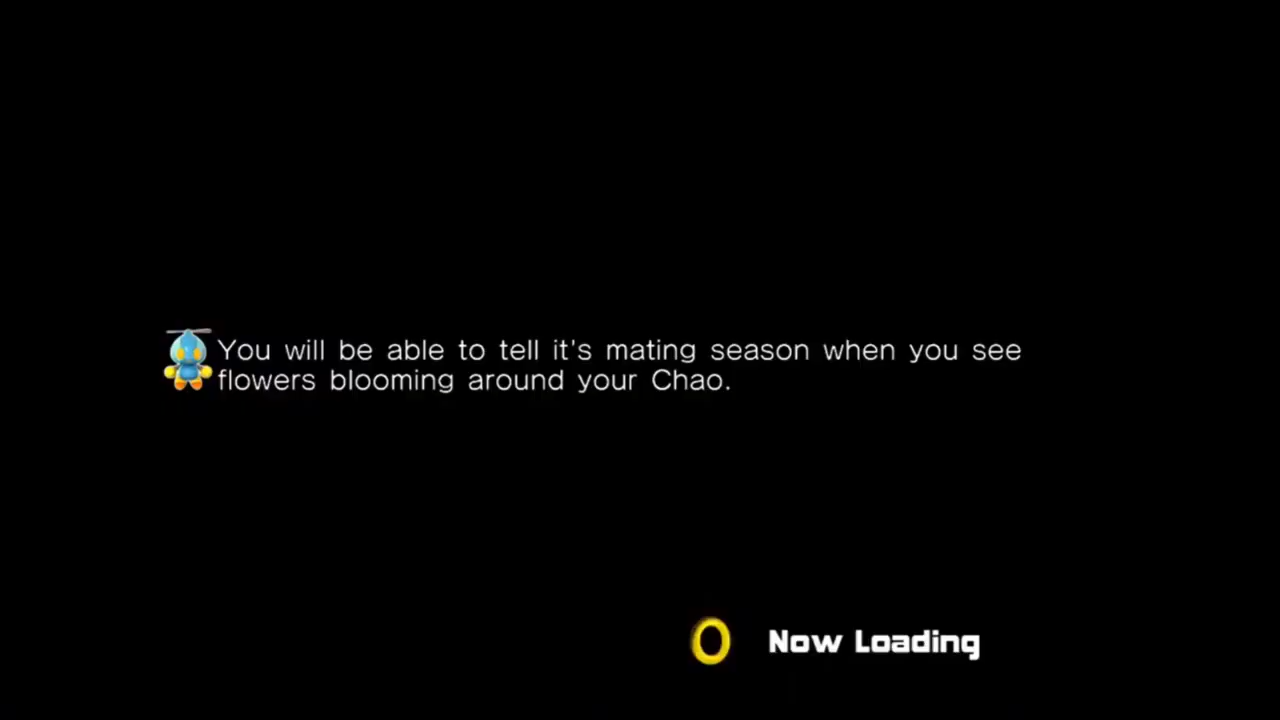 You will be able to tell it's mating season when you see
flowers blooming around your Chao.
Now Loading